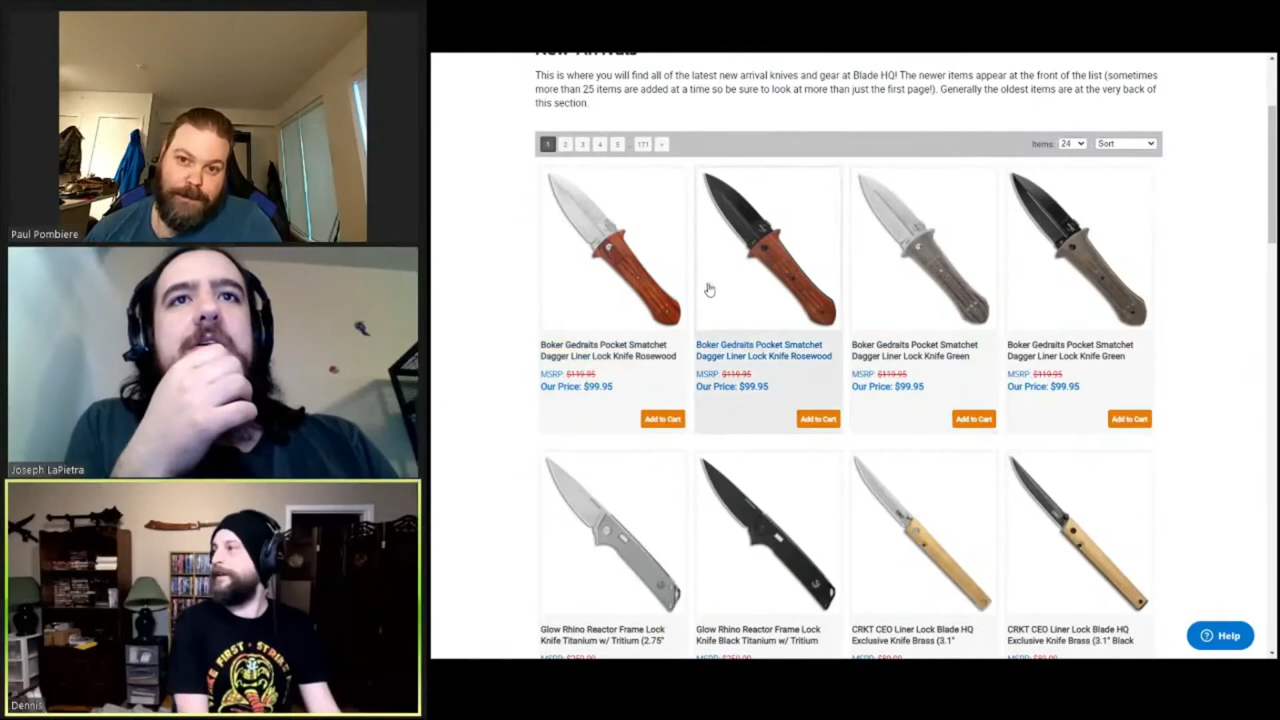 Paul Pombiere
Joseph LaPietra
Dennis
New Arrivals
This is where you will find all of the latest new arrival knives and gear at Blade HQ! The newer items appear at the front of the list (sometimes
more than 25 items are added at a time so be sure to look at more than just the first page!). Generally the oldest items are at the very back of
this section.
1 2 3 4 5 ... 171 »
Items: 24 Sort
Boker Gedraits Pocket Smatchet
Dagger Liner Lock Knife Rosewood
MSRP: $119.95
Our Price: $99.95
Add to Cart
Boker Gedraits Pocket Smatchet
Dagger Liner Lock Knife Rosewood
MSRP: $119.95
Our Price: $99.95
Add to Cart
Boker Gedraits Pocket Smatchet
Dagger Liner Lock Knife Green
MSRP: $119.95
Our Price: $99.95
Add to Cart
Boker Gedraits Pocket Smatchet
Dagger Liner Lock Knife Green
MSRP: $119.95
Our Price: $99.95
Add to Cart
Glow Rhino Reactor Frame Lock
Knife Titanium w/ Tritium (2.75"
Glow Rhino Reactor Frame Lock
Knife Black Titanium w/ Tritium
CRKT CEO Liner Lock Blade HQ
Exclusive Knife Brass (3.1"
CRKT CEO Liner Lock Blade HQ
Exclusive Knife Brass (3.1" Black
Help